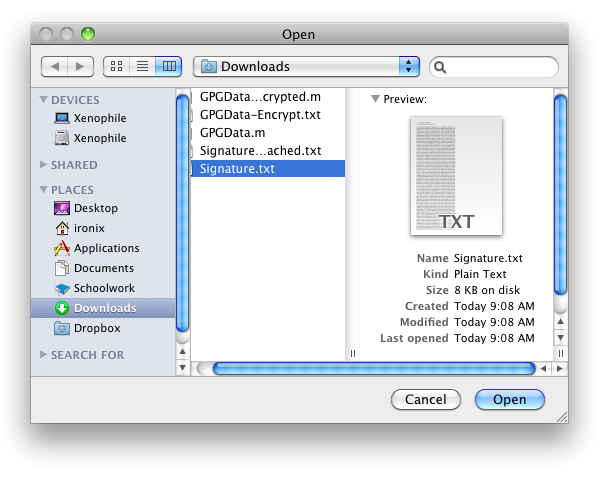 Open
Downloads
DEVICES
Xenophile
Xenophile
SHARED
PLACES
Desktop
ironix
Applications
Documents
Schoolwork
Downloads
Dropbox
SEARCH FOR
GPGData...crypted.m
GPGData-Encrypt.txt
GPGData.m
Signature...ached.txt
Signature.txt
Preview:
TXT
Name Signature.txt
Kind Plain Text
Size 8 KB on disk
Created Today 9:08 AM
Modified Today 9:08 AM
Last opened Today 9:08 AM
Cancel
Open